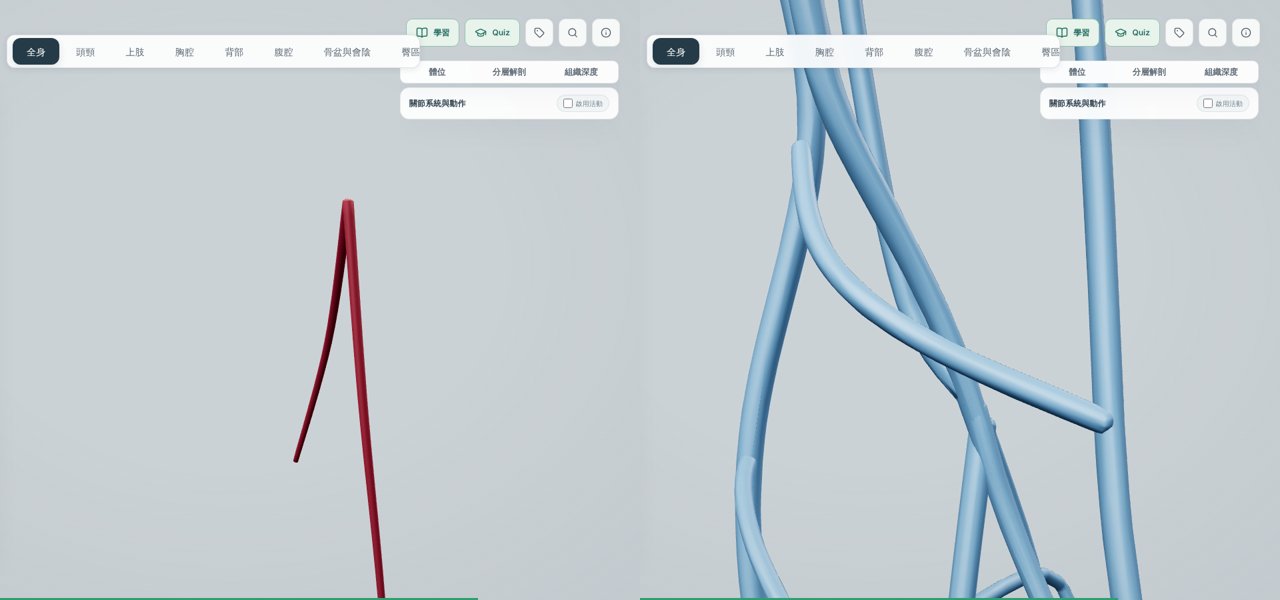 學習 Quiz
全身 頭頸 上肢 胸腔 背部 腹腔 骨盆與會陰 臀區
體位 分層解剖 組織深度
關節系統與動作 啟用活動
學習 Quiz
全身 頭頸 上肢 胸腔 背部 腹腔 骨盆與會陰 臀區
體位 分層解剖 組織深度
關節系統與動作 啟用活動